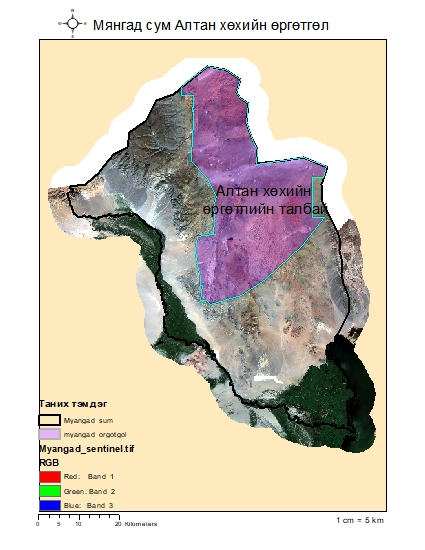 N
W E
S
Мянгад сум Алтан хөхийн өргөтгөл
Алтан хөхийн
өргөтлийн талбай
Таних тэмдэг
Myangad sum
myangad orgotgol
Myangad_sentinel.tif
RGB
Red: Band 1
Green: Band 2
Blue: Band 3
0 5 10 20 Kilometers
1 cm = 5 km